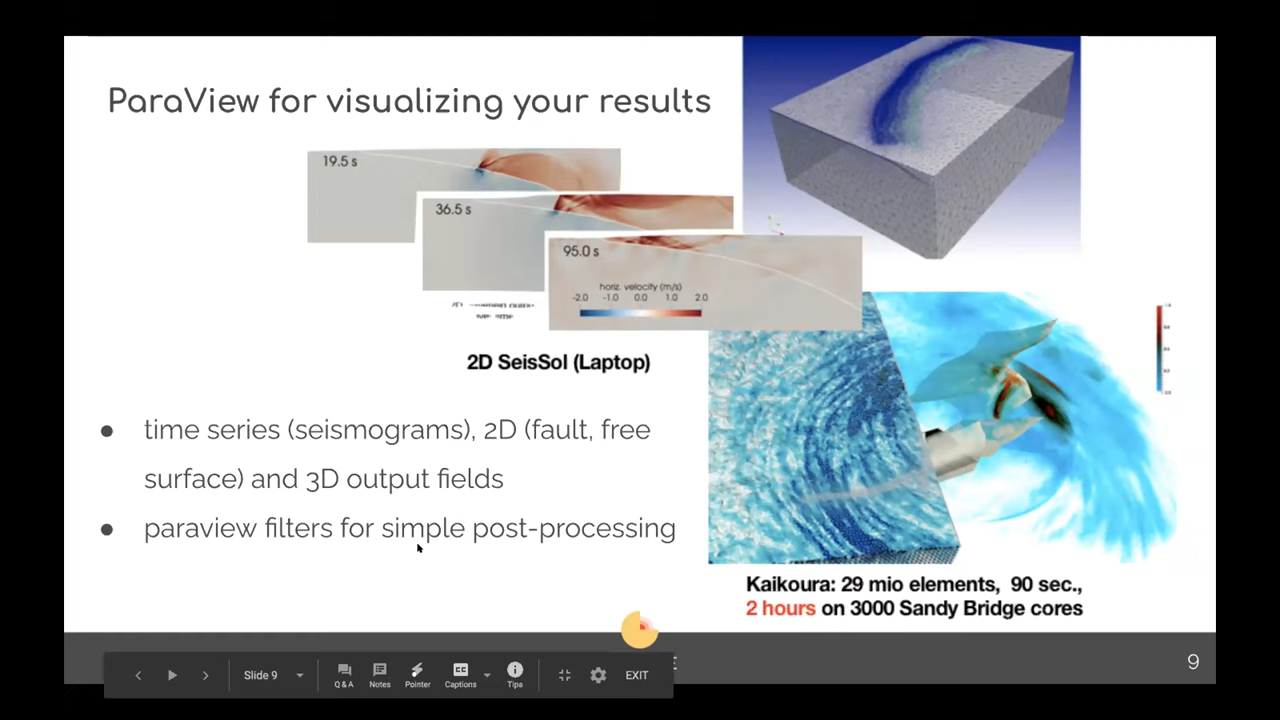 ParaView for visualizing your results
19.5 s
36.5 s
95.0 s
horiz. velocity (m/s)
-2.0 -1.0 0.0 1.0 2.0
2D SeisSol (Laptop)
● time series (seismograms), 2D (fault, free
surface) and 3D output fields
● paraview filters for simple post-processing
Kaikoura: 29 mio elements, 90 sec.,
2 hours on 3000 Sandy Bridge cores
9
Slide 9
Q & A
Notes
Pointer
CC
Captions
Tips
EXIT